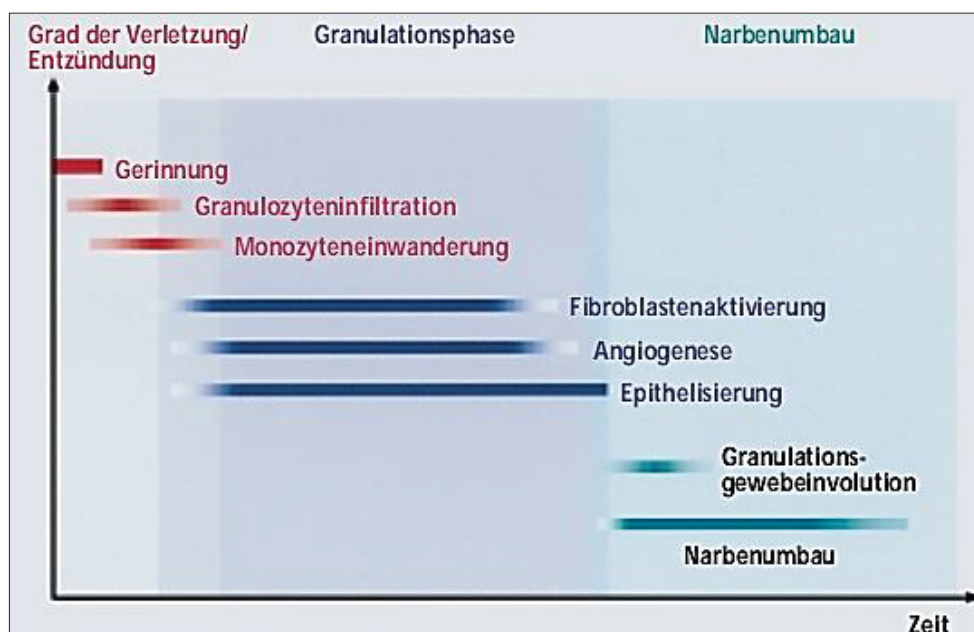 Grad der Verletzung/
Entzündung
Granulationsphase
Narbenumbau
Gerinnung
Granulozyteninfiltration
Monozyteneinwanderung
Fibroblastenaktivierung
Angiogenese
Epithelisierung
Granulations-
gewebeinvolution
Narbenumbau
Zeit